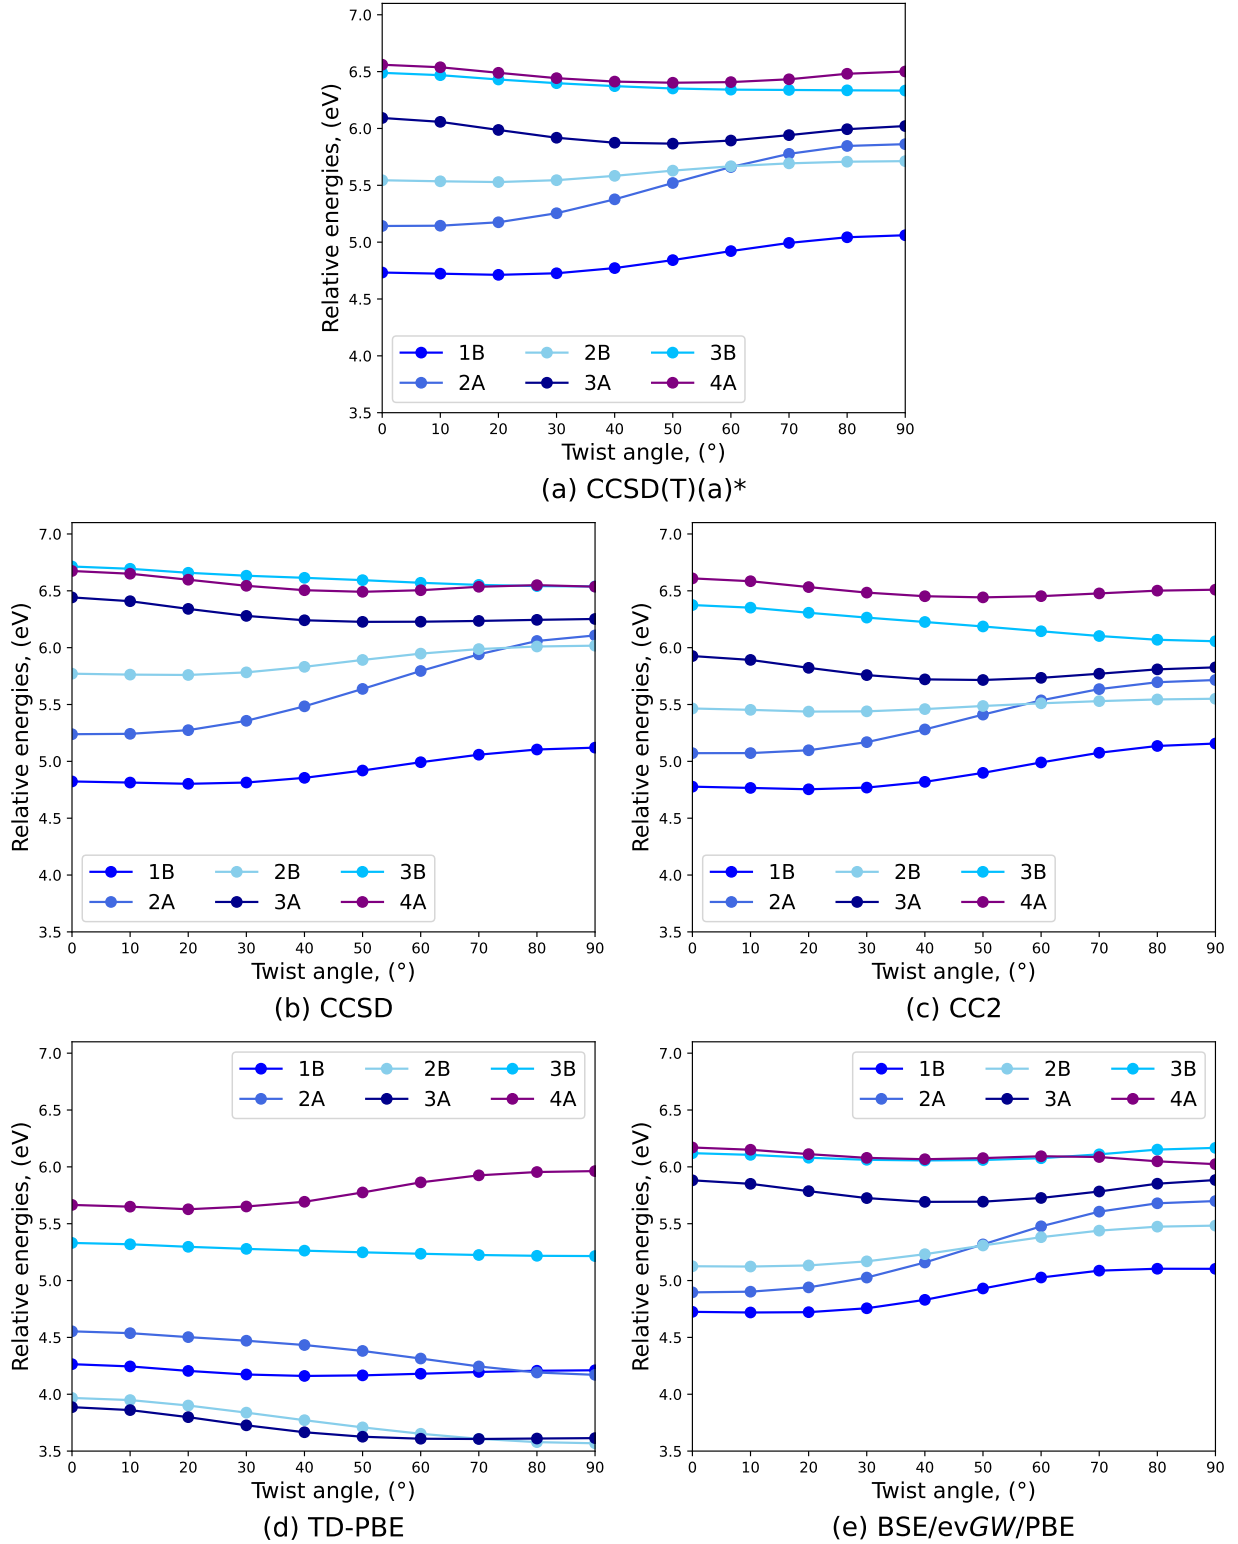 7.0
6.5
6.0
5.5
5.0
4.5
4.0
3.5
Relative energies, (eV)
1B 2B 3B
2A 3A 4A
0 10 20 30 40 50 60 70 80 90
Twist angle, (°)
(a) CCSD(T)(a)*
7.0
6.5
6.0
5.5
5.0
4.5
4.0
3.5
Relative energies, (eV)
1B 2B 3B
2A 3A 4A
0 10 20 30 40 50 60 70 80 90
Twist angle, (°)
(b) CCSD
7.0
6.5
6.0
5.5
5.0
4.5
4.0
3.5
Relative energies, (eV)
1B 2B 3B
2A 3A 4A
0 10 20 30 40 50 60 70 80 90
Twist angle, (°)
(c) CC2
7.0
6.5
6.0
5.5
5.0
4.5
4.0
3.5
Relative energies, (eV)
1B 2B 3B
2A 3A 4A
0 10 20 30 40 50 60 70 80 90
Twist angle, (°)
(d) TD-PBE
7.0
6.5
6.0
5.5
5.0
4.5
4.0
3.5
Relative energies, (eV)
1B 2B 3B
2A 3A 4A
0 10 20 30 40 50 60 70 80 90
Twist angle, (°)
(e) BSE/evGW/PBE